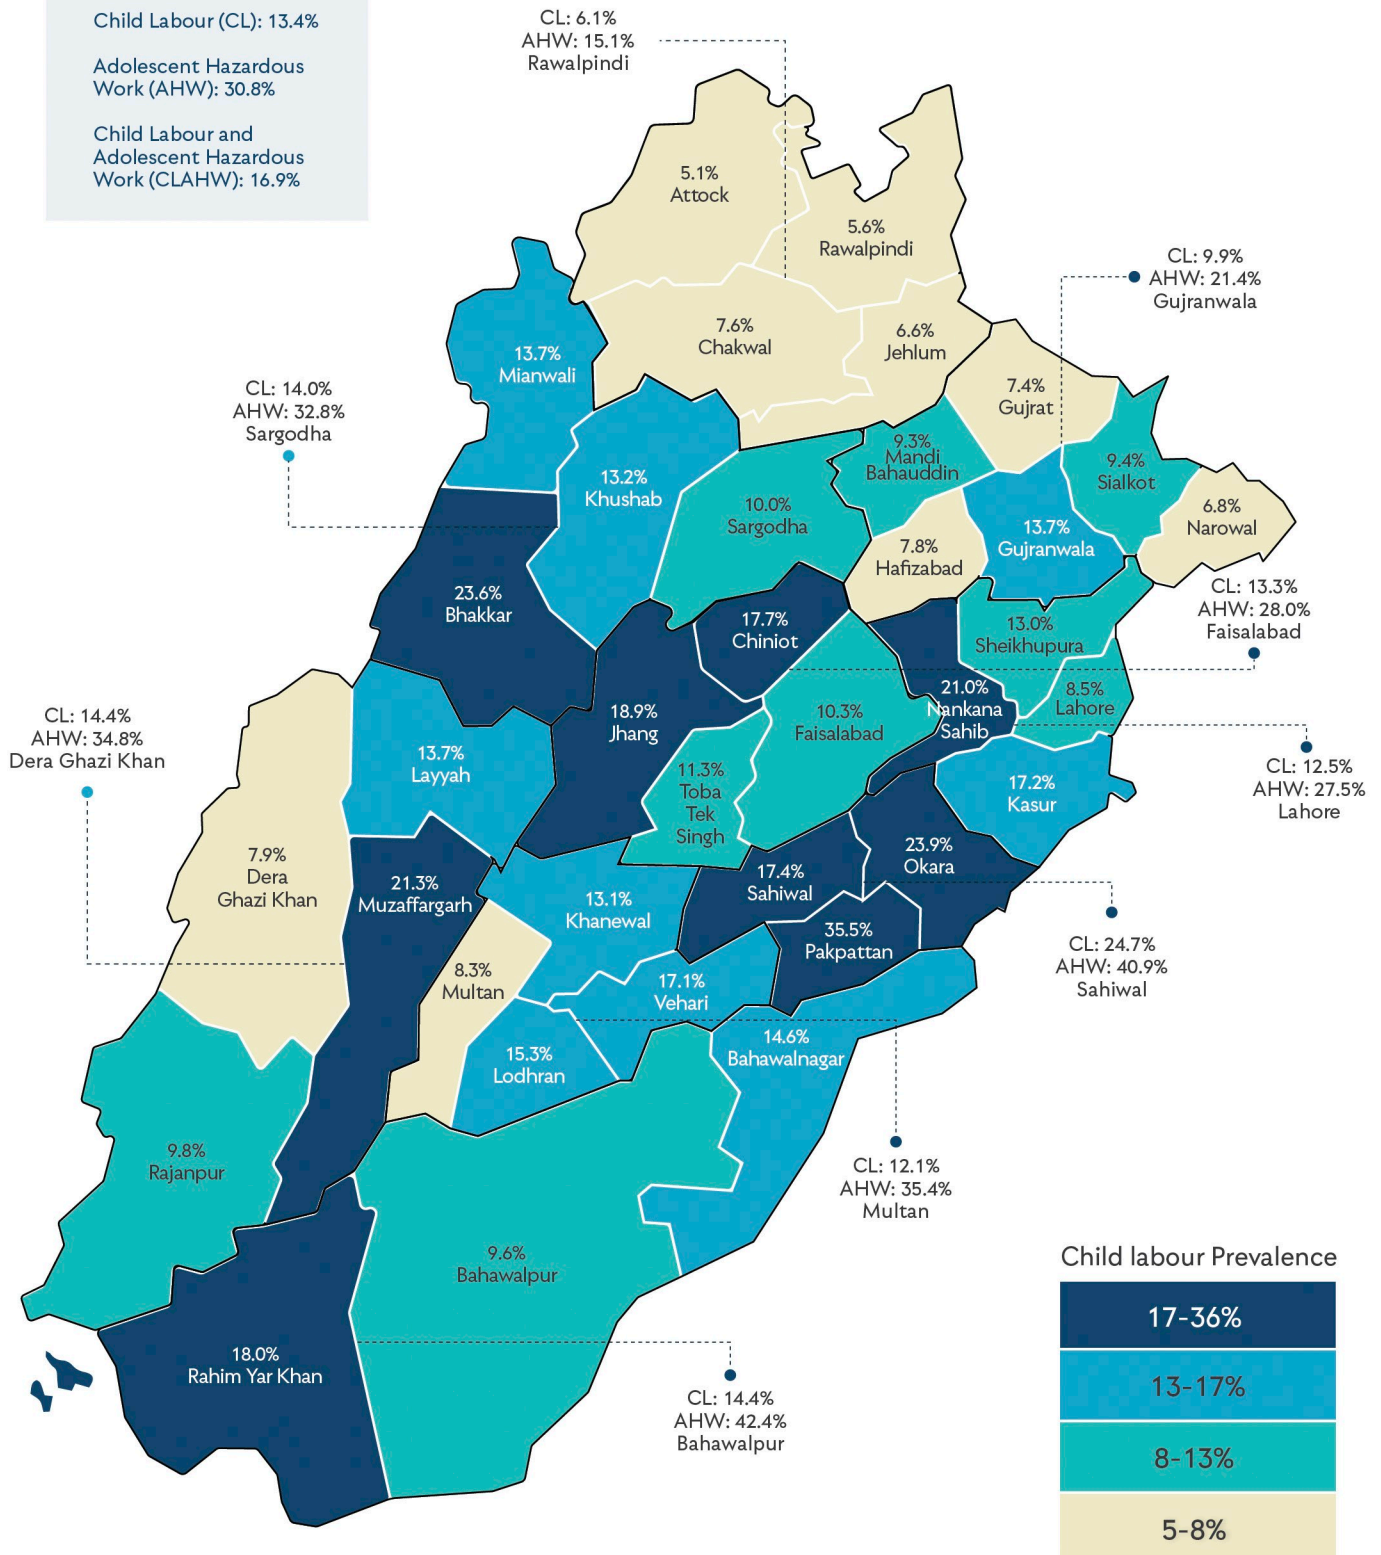 Child Labour (CL): 13.4%
Adolescent Hazardous
Work (AHW): 30.8%
Child Labour and
Adolescent Hazardous
Work (CLAHW): 16.9%
CL: 6.1%
AHW: 15.1%
Rawalpindi
5.1%
Attock
5.6%
Rawalpindi
CL: 9.9%
AHW: 21.4%
Gujranwala
7.6%
Chakwal
6.6%
Jehlum
13.7%
Mianwali
7.4%
Gujrat
CL: 14.0%
AHW: 32.8%
Sargodha
13.2%
Khushab
10.0%
Sargodha
9.3%
Mandi
Bahauddin
9.4%
Sialkot
6.8%
Narowal
13.7%
Gujranwala
7.8%
Hafizabad
CL: 13.3%
AHW: 28.0%
Faisalabad
23.6%
Bhakkar
17.7%
Chiniot
13.0%
Sheikhupura
8.5%
Lahore
21.0%
Nankana
Sahib
CL: 14.4%
AHW: 34.8%
Dera Ghazi Khan
18.9%
Jhang
10.3%
Faisalabad
13.7%
Layyah
11.3%
Toba
Tek
Singh
17.2%
Kasur
CL: 12.5%
AHW: 27.5%
Lahore
7.9%
Dera
Ghazi Khan
21.3%
Muzaffargarh
13.1%
Khanewal
17.4%
Sahiwal
23.9%
Okara
35.5%
Pakpattan
CL: 24.7%
AHW: 40.9%
Sahiwal
8.3%
Multan
17.1%
Vehari
15.3%
Lodhran
14.6%
Bahawalnagar
9.8%
Rajanpur
CL: 12.1%
AHW: 35.4%
Multan
9.6%
Bahawalpur
18.0%
Rahim Yar Khan
CL: 14.4%
AHW: 42.4%
Bahawalpur
Child labour Prevalence
17-36%
13-17%
8-13%
5-8%